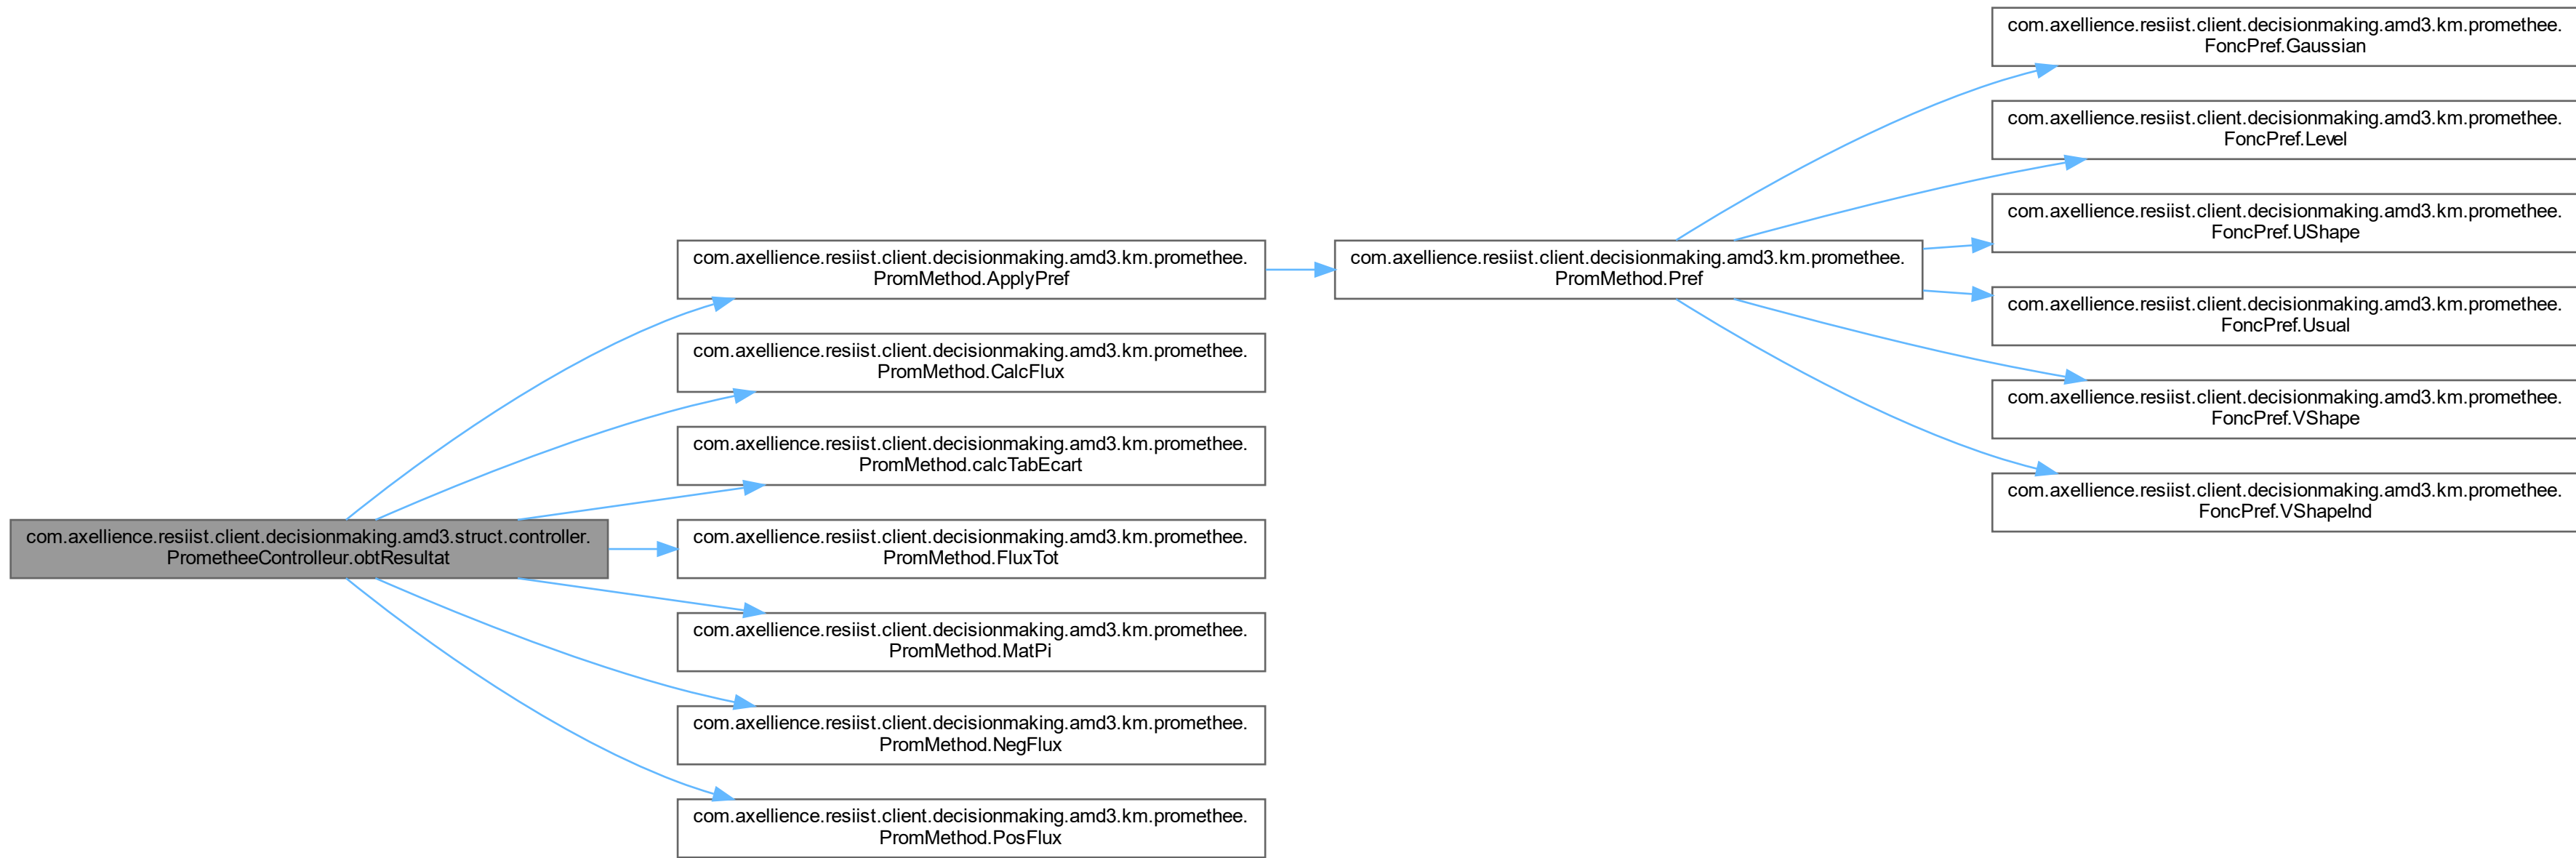 com.axellience.resiist.client.decisionmaking.amd3.struct.controller.
PrometheeControlleur.obtResultat
com.axellience.resiist.client.decisionmaking.amd3.km.promethee.
PromMethod.ApplyPref
com.axellience.resiist.client.decisionmaking.amd3.km.promethee.
PromMethod.CalcFlux
com.axellience.resiist.client.decisionmaking.amd3.km.promethee.
PromMethod.calcTabEcart
com.axellience.resiist.client.decisionmaking.amd3.km.promethee.
PromMethod.FluxTot
com.axellience.resiist.client.decisionmaking.amd3.km.promethee.
PromMethod.MatPi
com.axellience.resiist.client.decisionmaking.amd3.km.promethee.
PromMethod.NegFlux
com.axellience.resiist.client.decisionmaking.amd3.km.promethee.
PromMethod.PosFlux
com.axellience.resiist.client.decisionmaking.amd3.km.promethee.
PromMethod.Pref
com.axellience.resiist.client.decisionmaking.amd3.km.promethee.
FoncPref.Gaussian
com.axellience.resiist.client.decisionmaking.amd3.km.promethee.
FoncPref.Level
com.axellience.resiist.client.decisionmaking.amd3.km.promethee.
FoncPref.UShape
com.axellience.resiist.client.decisionmaking.amd3.km.promethee.
FoncPref.Usual
com.axellience.resiist.client.decisionmaking.amd3.km.promethee.
FoncPref.VShape
com.axellience.resiist.client.decisionmaking.amd3.km.promethee.
FoncPref.VShapeInd